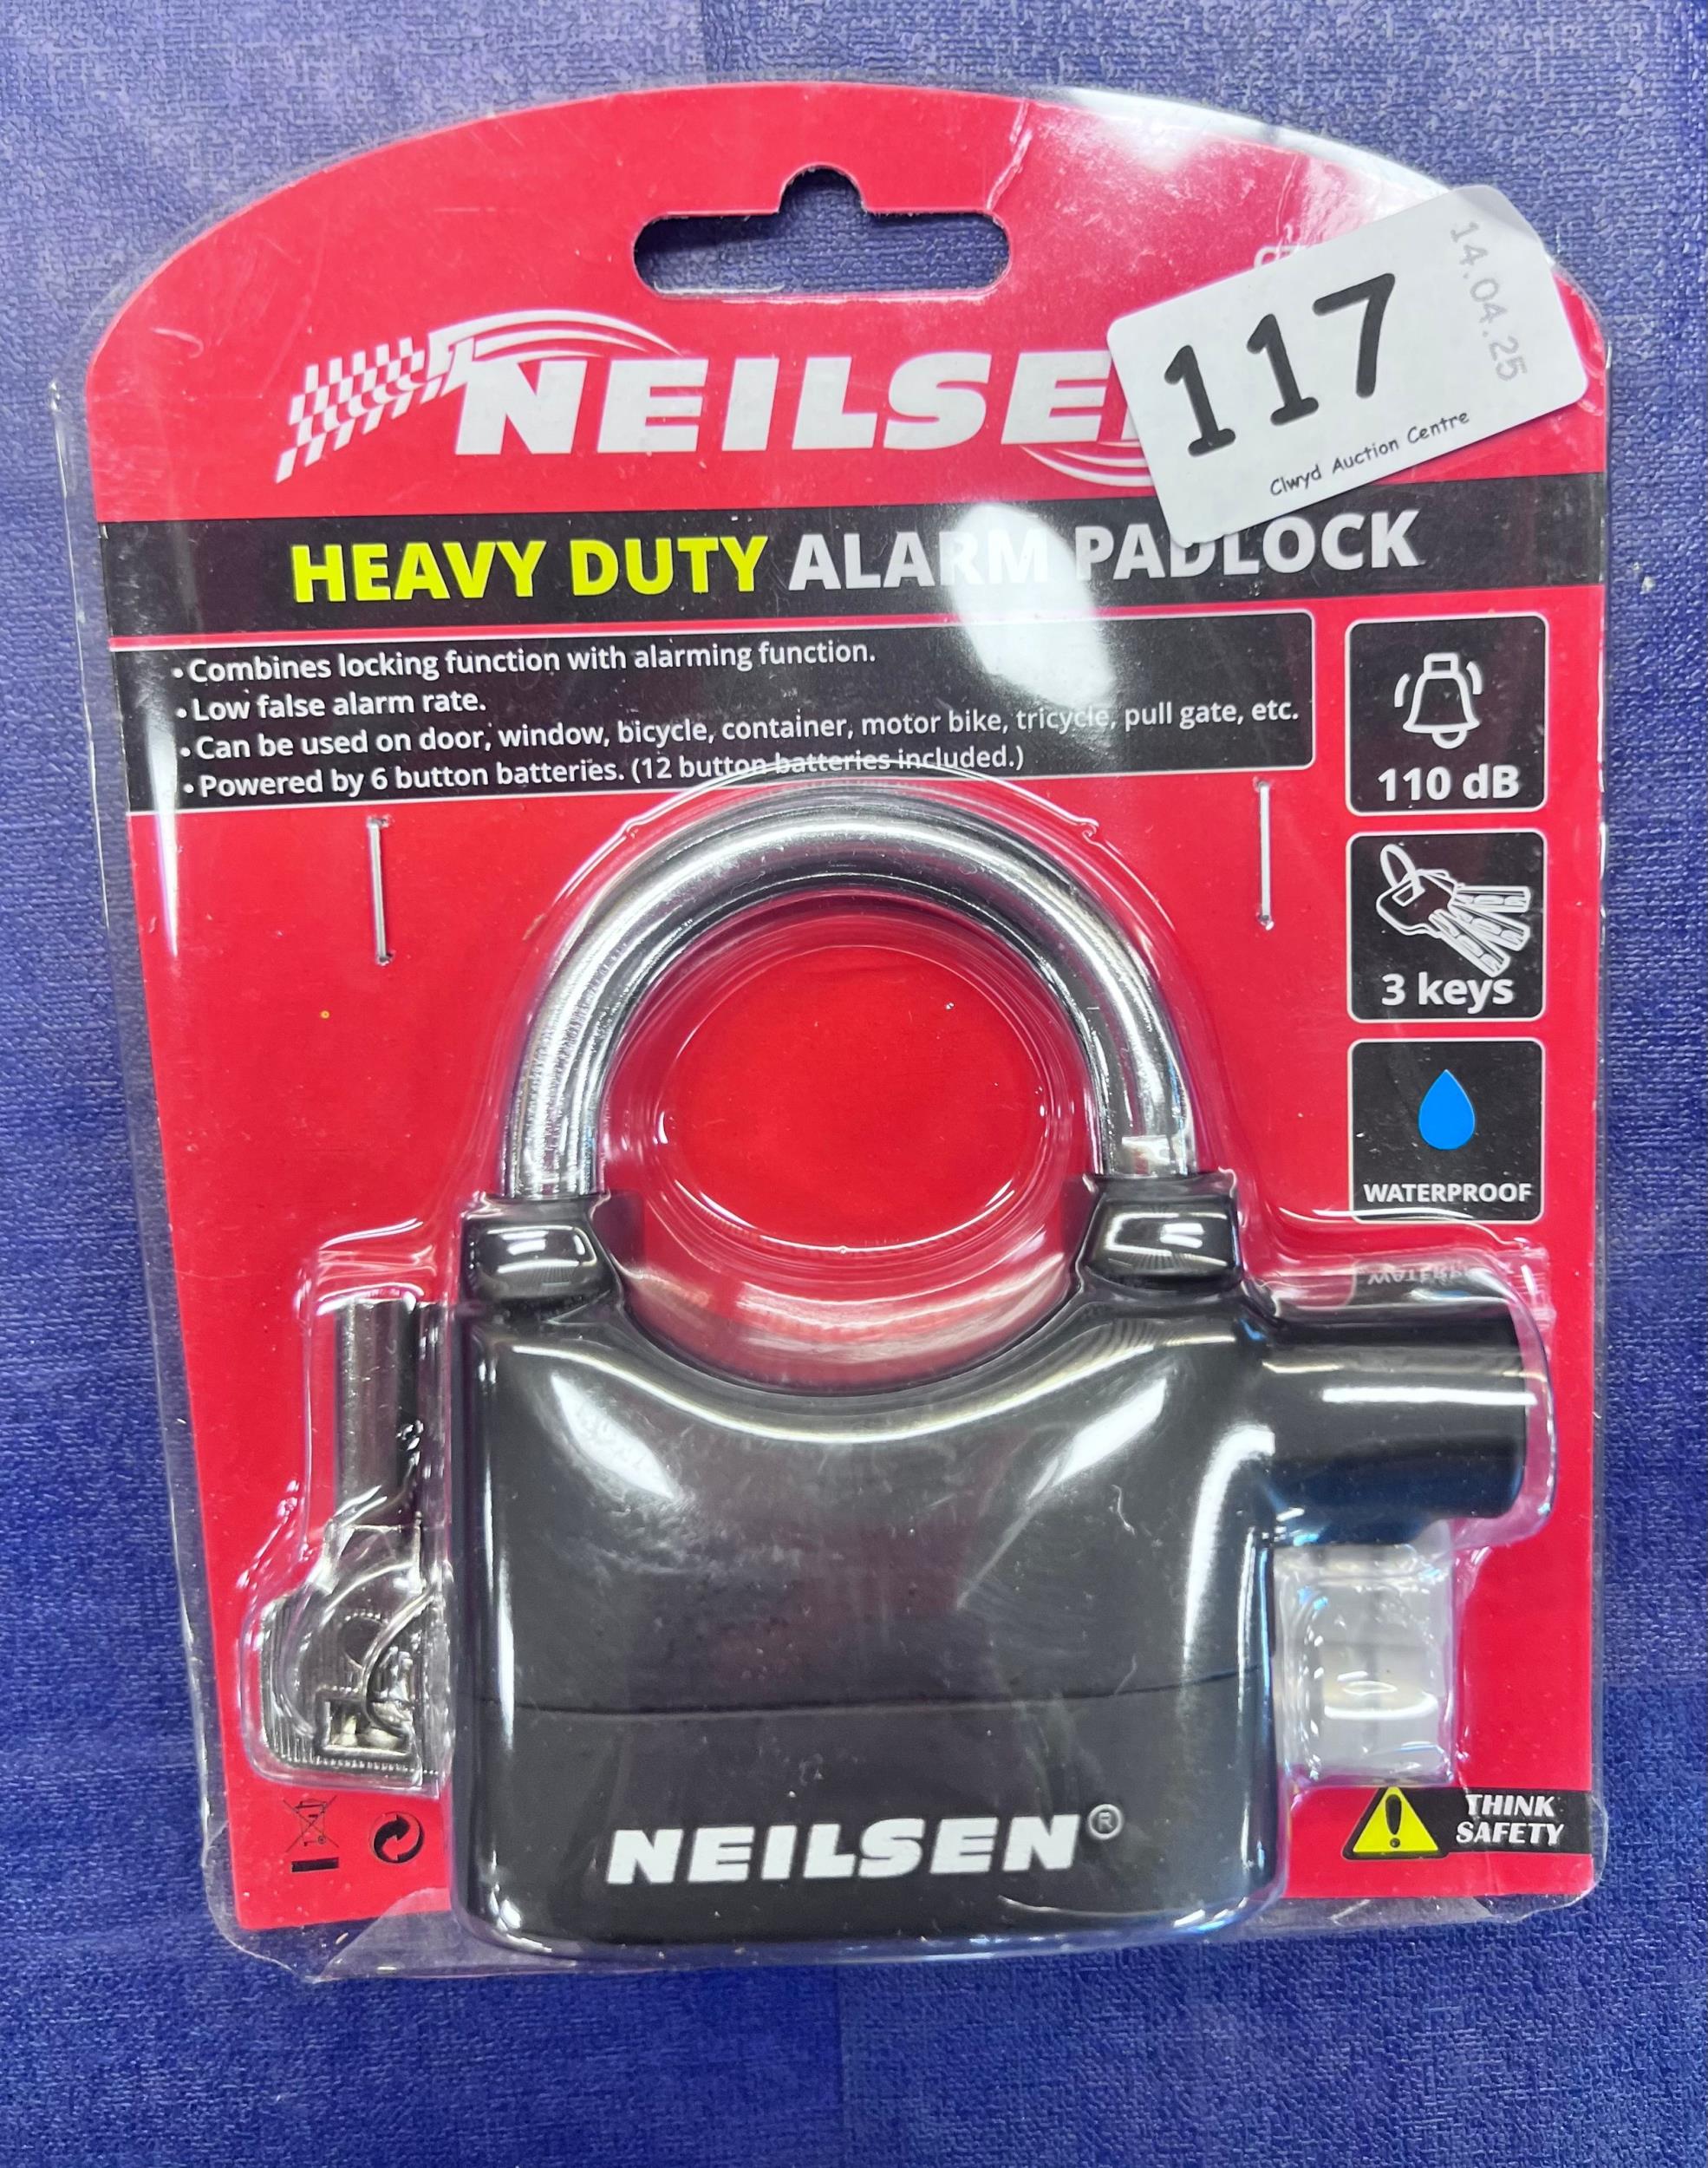 NEILSE
117
14.04.25
Clwyd Auction Centre
HEAVY DUTY ALARM PADLOCK
• Combines locking function with alarming function.
• Low false alarm rate.
• Can be used on door, window, bicycle, container, motor bike, tricycle, pull gate, etc.
• Powered by 6 button batteries. (12 button batteries included.)
110 dB
3 keys
WATERPROOF
NEILSEN®
THINK
SAFETY